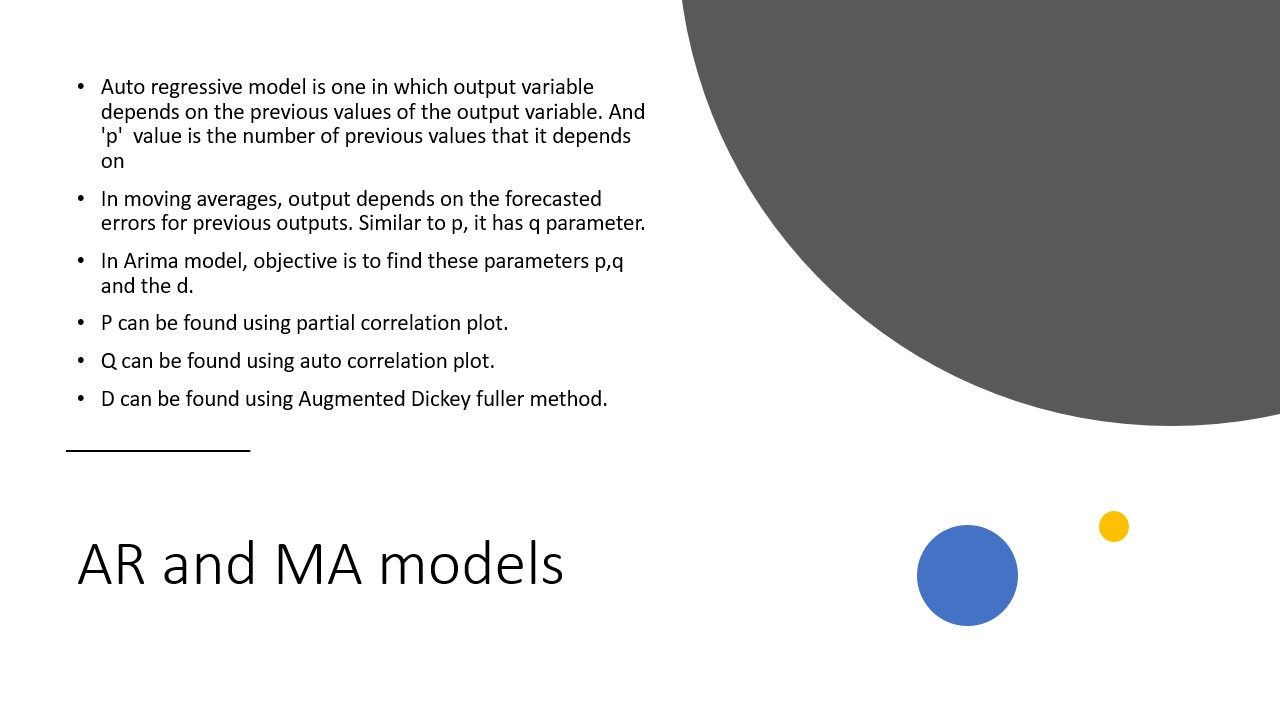 • Auto regressive model is one in which output variable
depends on the previous values of the output variable. And
'p'  value is the number of previous values that it depends
on
• In moving averages, output depends on the forecasted
errors for previous outputs. Similar to p, it has q parameter.
• In Arima model, objective is to find these parameters p,q
and the d.
• P can be found using partial correlation plot.
• Q can be found using auto correlation plot.
• D can be found using Augmented Dickey fuller method.
AR and MA models